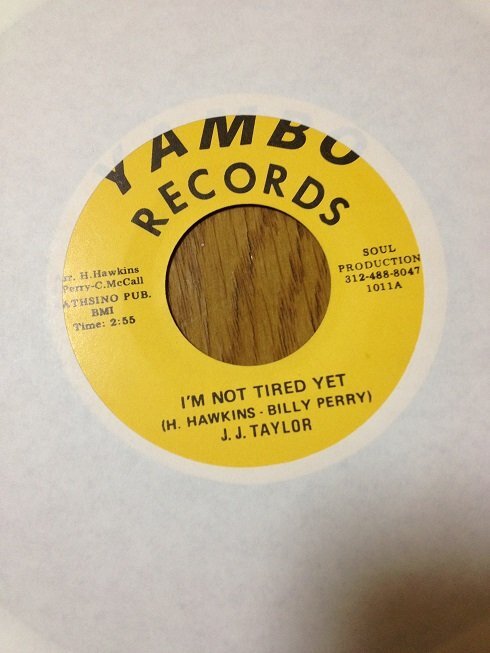 YAMBO
RECORDS
H. Hawkins
Perry-C.McCall
PUB.
BMI
Time: 2:55
SOUL
PRODUCTION
312-488-8047
1011A
I'M NOT TIRED YET
(H. HAWKINS - BILLY PERRY)
J. J. TAYLOR